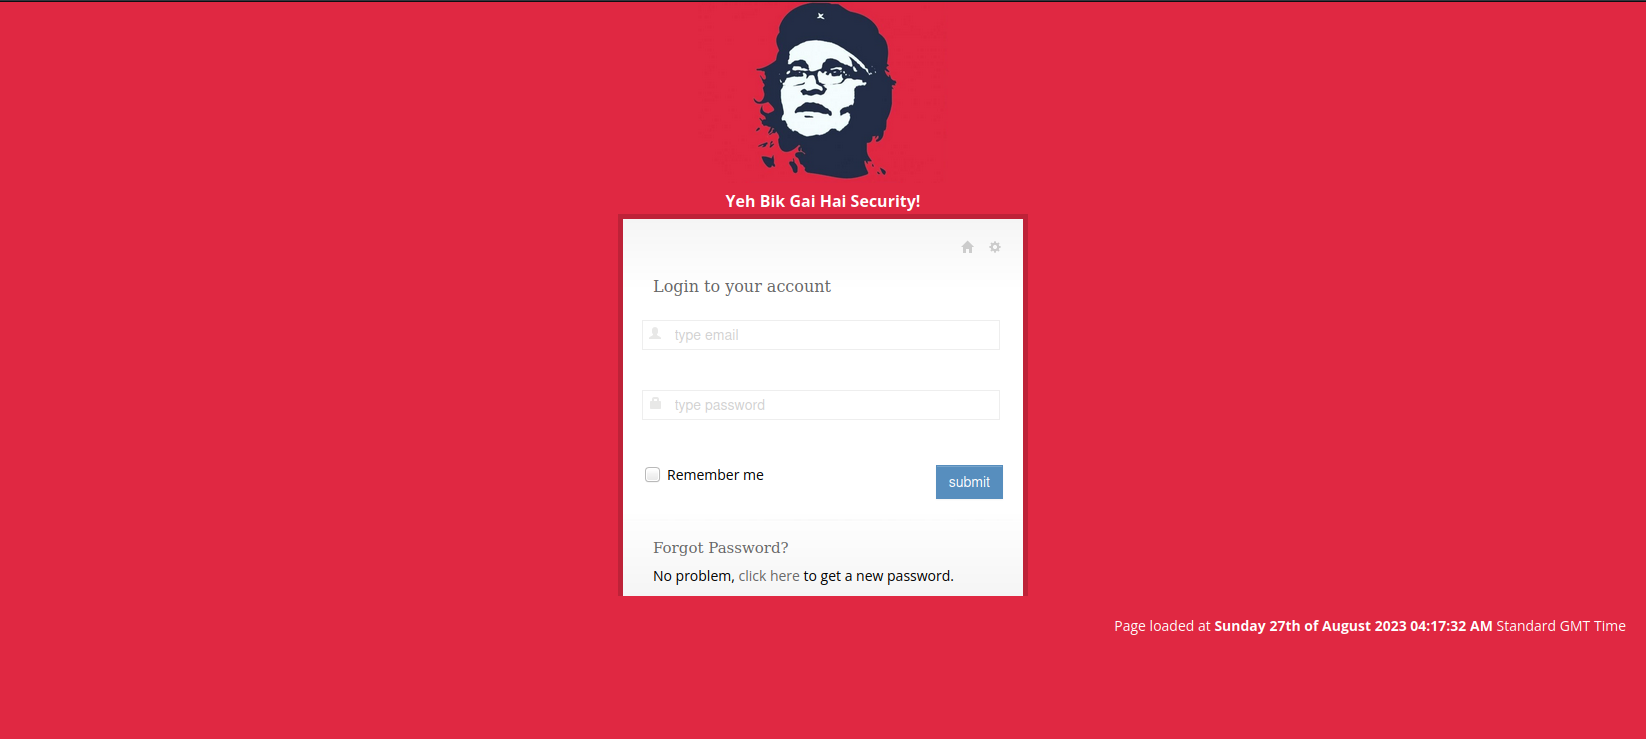 Yeh Bik Gai Hai Security!
Login to your account
type email
type password
Remember me
submit
Forgot Password?
No problem, click here to get a new password.
Page loaded at Sunday 27th of August 2023 04:17:32 AM Standard GMT Time